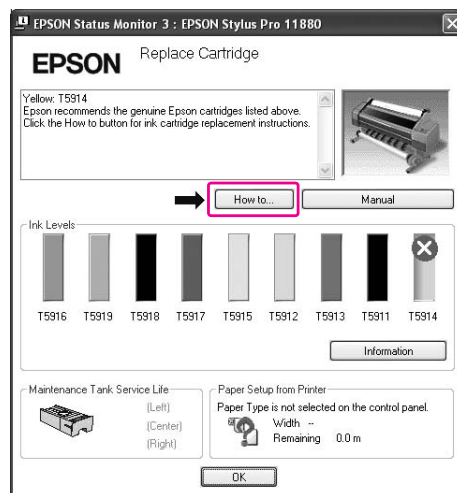 EPSON Status Monitor 3 : EPSON Stylus Pro 11880
EPSON
Replace Cartridge
Yellow: T5914
Epson recommends the genuine Epson cartridges listed above.
Click the How to button for ink cartridge replacement instructions.
How to...
Manual
Ink Levels
T5916 T5919 T5918 T5917 T5915 T5912 T5913 T5911 T5914
Information
Maintenance Tank Service Life
(Left)
(Center)
(Right)
Paper Setup from Printer
Paper Type is not selected on the control panel.
Width --
Remaining 0.0 m
OK